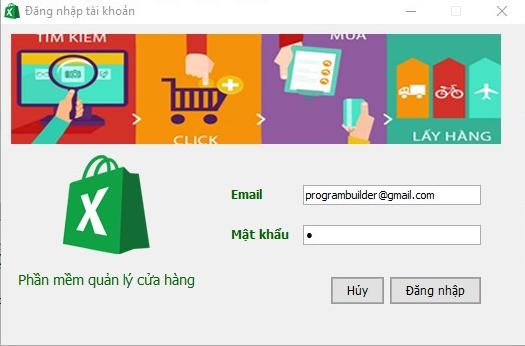 Đăng nhập tài khoản
TÌM KIẾM
CLICK
MUA
LẤY HÀNG
X
Email
programbuilder@gmail.com
Mật khẩu
Phần mềm quản lý cửa hàng
Hủy
Đăng nhập